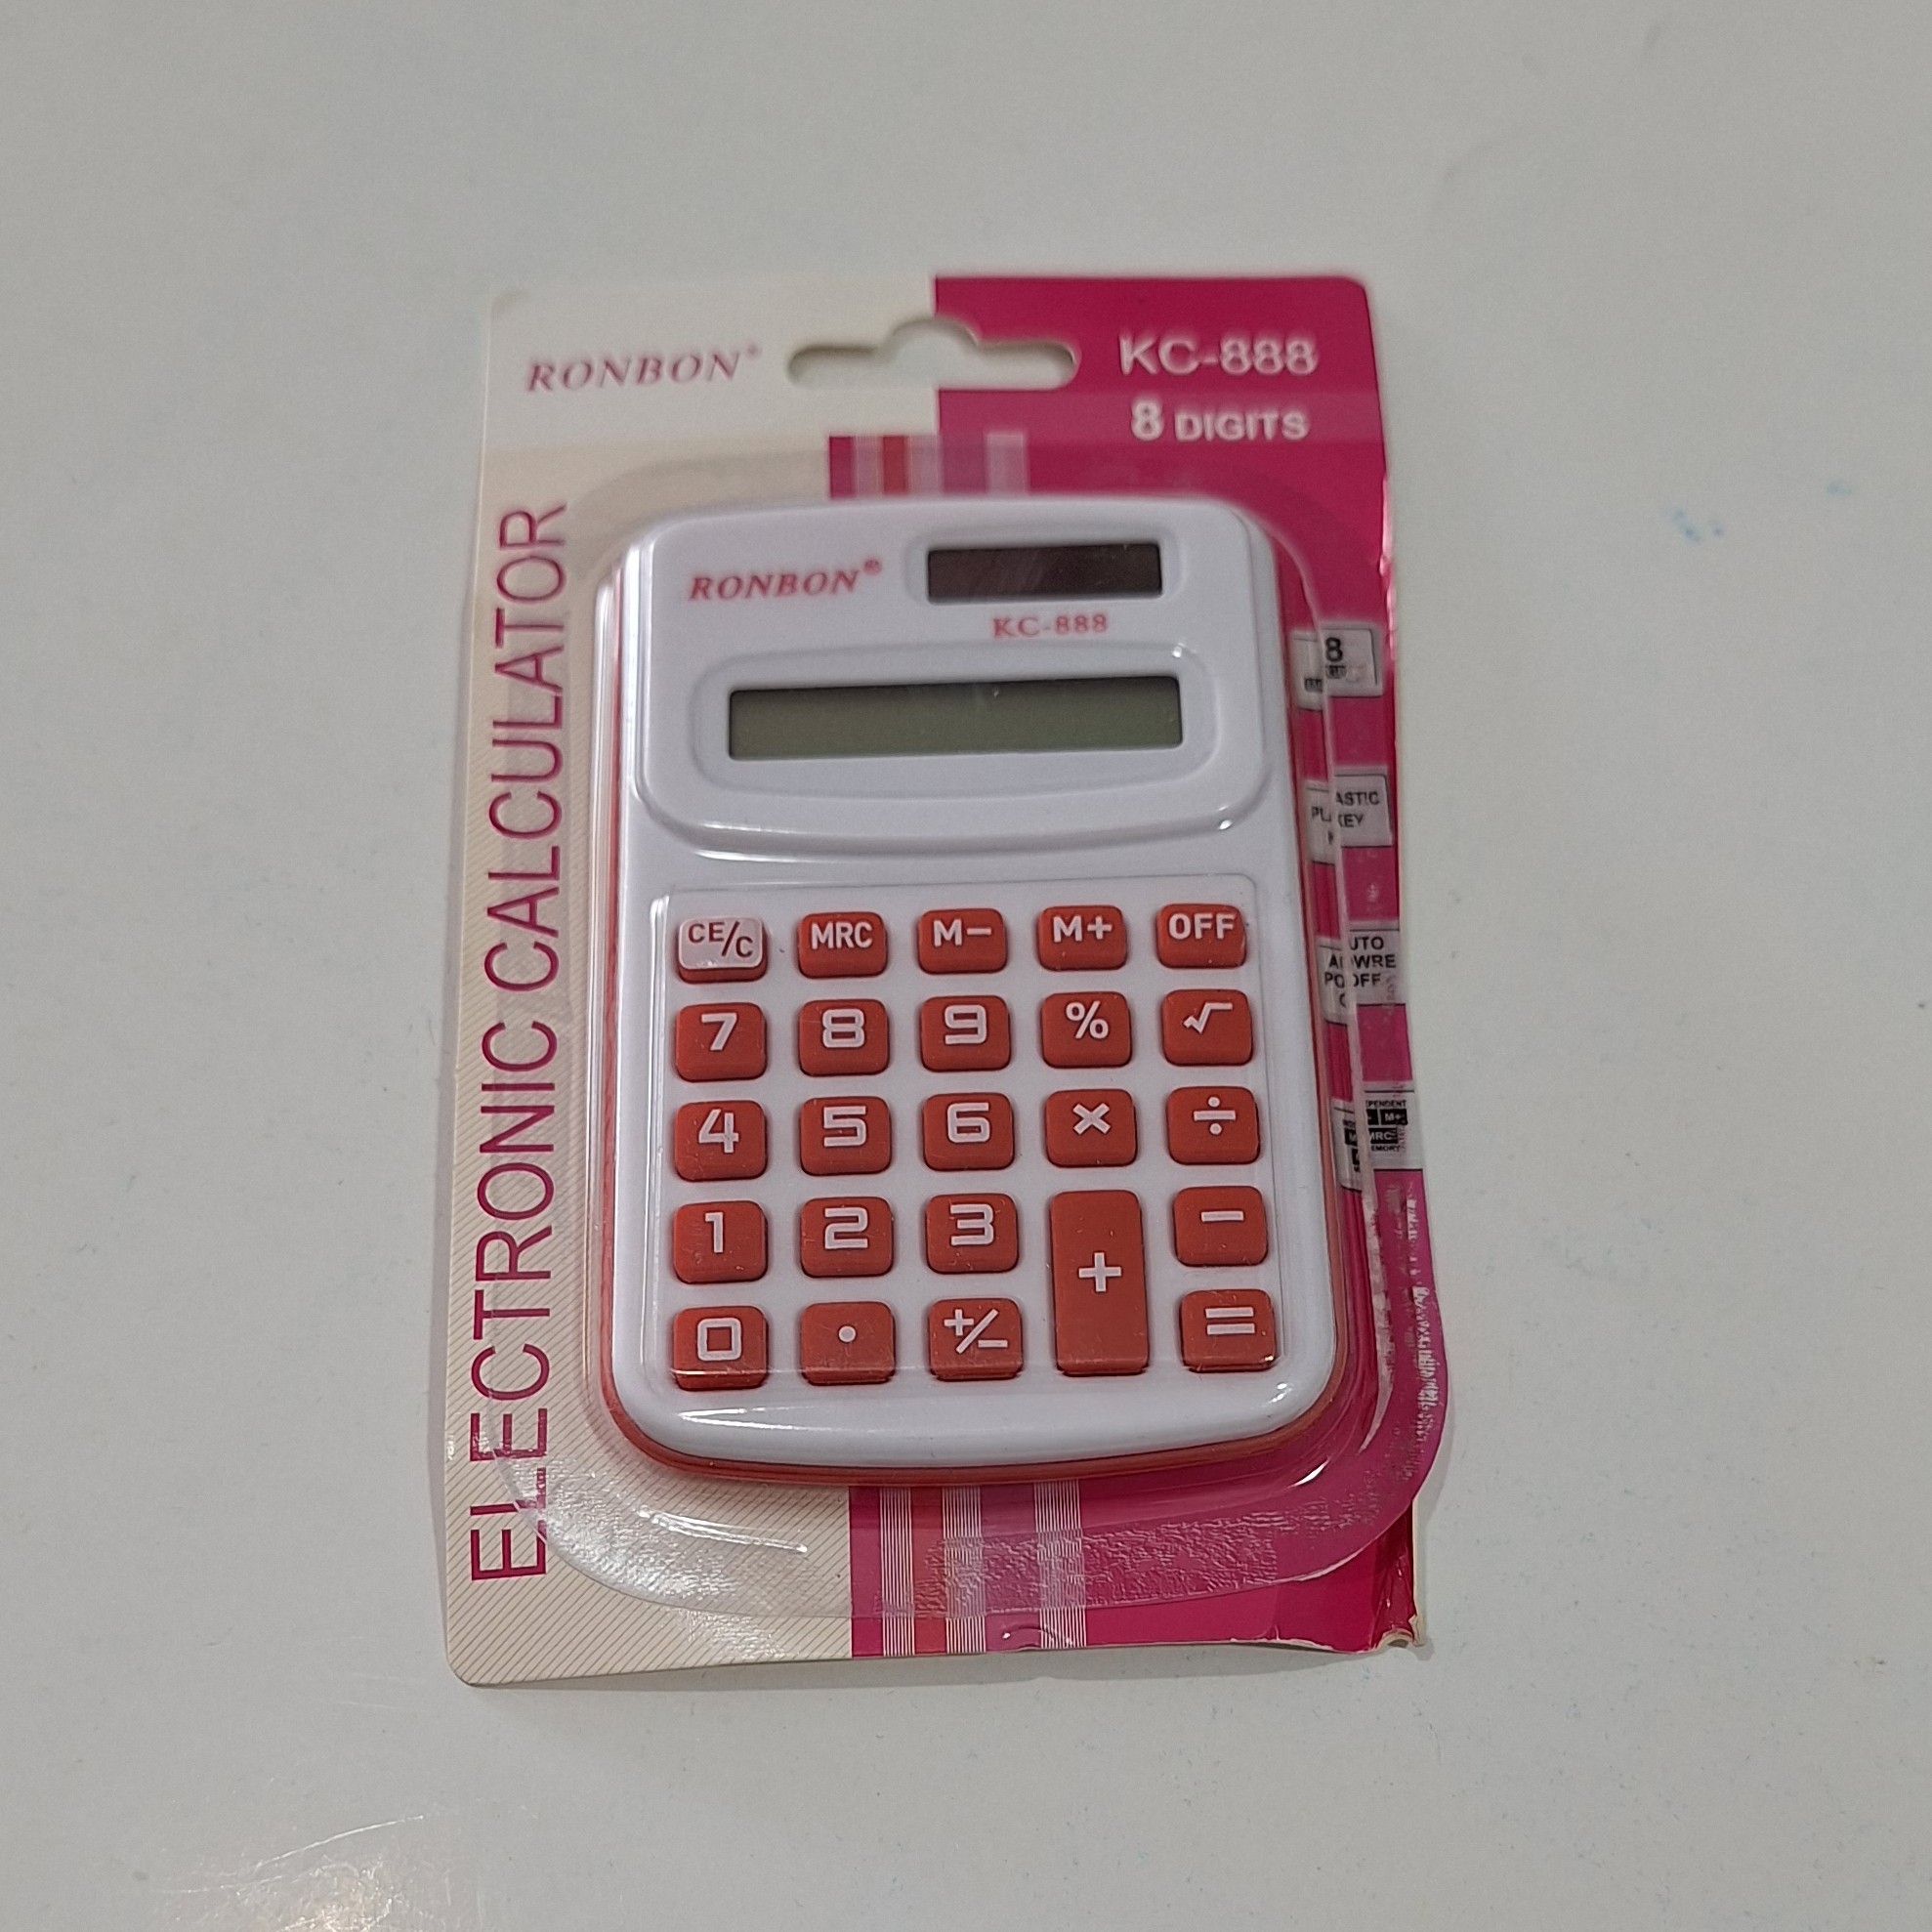 RONBON®
KC-888
8 DIGITS
ELECTRONIC CALCULATOR
RONBON®
KC-888
8
CE/C MRC M− M+ OFF
7 8 9 % √
4 5 6 × ÷
1 2 3 + −
0 . +/− =